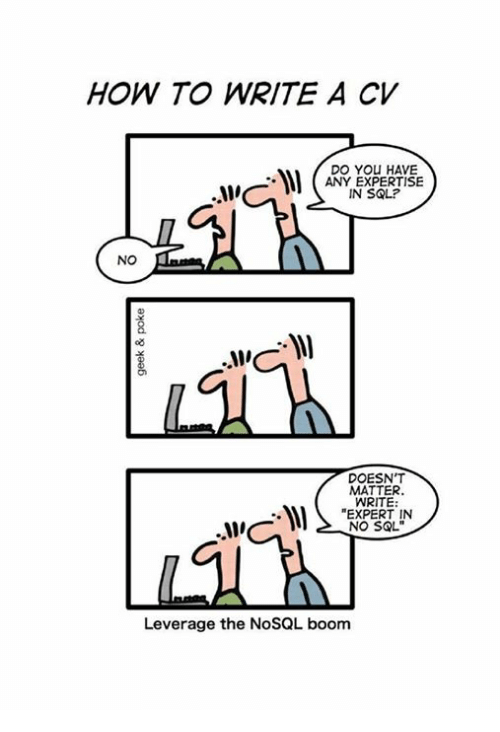 HOW TO WRITE A CV
DO YOU HAVE
ANY EXPERTISE
IN SQL?
NO
geek & poke
DOESN'T
MATTER.
WRITE:
"EXPERT IN
NO SQL"
Leverage the NoSQL boom